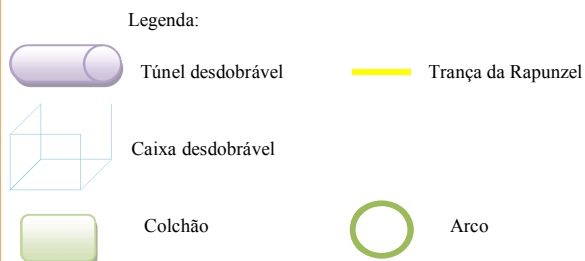 Legenda:
Túnel desdobrável
Trança da Rapunzel
Caixa desdobrável
Colchão
Arco